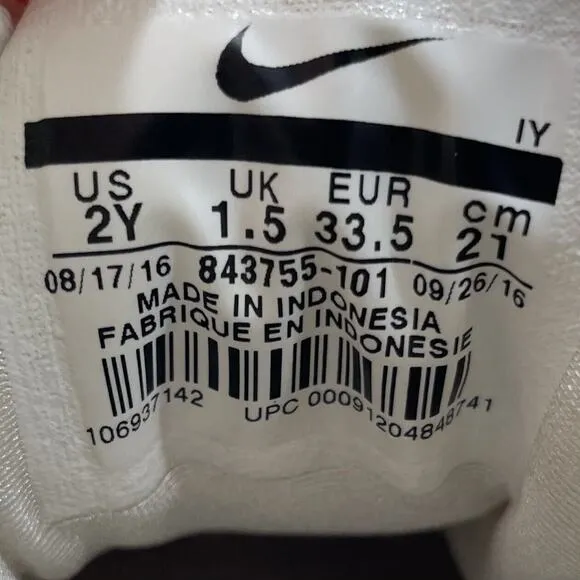 IY
US UK EUR cm
2Y 1.5 33.5 21
08/17/16 843755-101 09/26/16
MADE IN INDONESIA
FABRIQUE EN INDONESIE
106937142 UPC 00091204848741